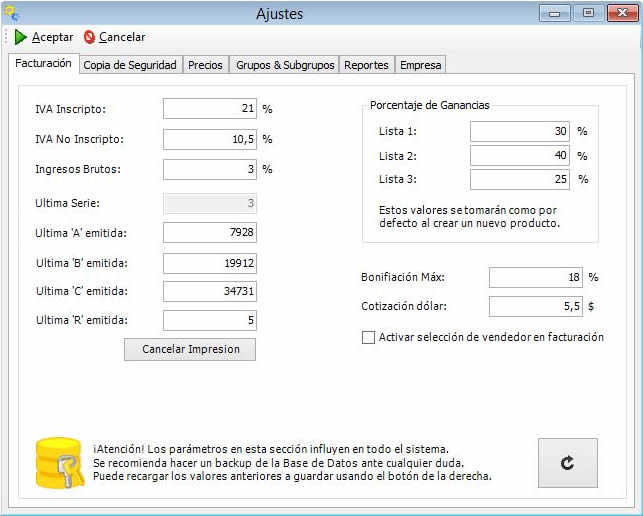 Ajustes
Aceptar Cancelar
Facturación Copia de Seguridad Precios Grupos & Subgrupos Reportes Empresa
IVA Inscripto: 21 %
IVA No Inscripto: 10,5 %
Ingresos Brutos: 3 %
Ultima Serie: 3
Ultima 'A' emitida: 7928
Ultima 'B' emitida: 19912
Ultima 'C' emitida: 34731
Ultima 'R' emitida: 5
Cancelar Impresion
Porcentaje de Ganancias
Lista 1: 30 %
Lista 2: 40 %
Lista 3: 25 %
Estos valores se tomarán como por
defecto al crear un nuevo producto.
Bonifiación Máx: 18 %
Cotización dólar: 5,5 $
Activar selección de vendedor en facturación
¡Atención! Los parámetros en esta sección influyen en todo el sistema.
Se recomienda hacer un backup de la Base de Datos ante cualquier duda.
Puede recargar los valores anteriores a guardar usando el botón de la derecha.